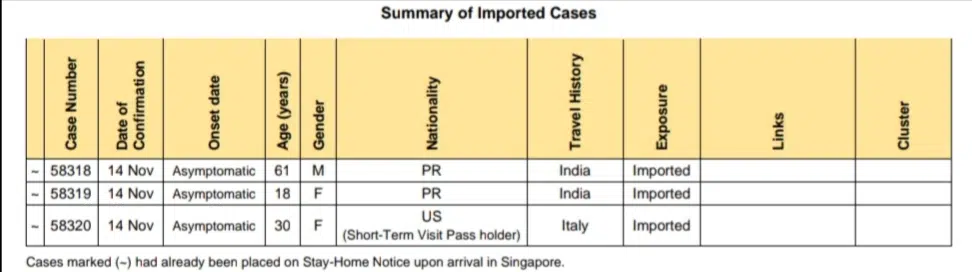 Summary of Imported Cases
Case Number Date of Confirmation Onset date Age (years) Gender Nationality Travel History Exposure Links Cluster
~ 58318 14 Nov Asymptomatic 61 M PR India Imported
~ 58319 14 Nov Asymptomatic 18 F PR India Imported
~ 58320 14 Nov Asymptomatic 30 F US (Short-Term Visit Pass holder) Italy Imported
Cases marked (~) had already been placed on Stay-Home Notice upon arrival in Singapore.